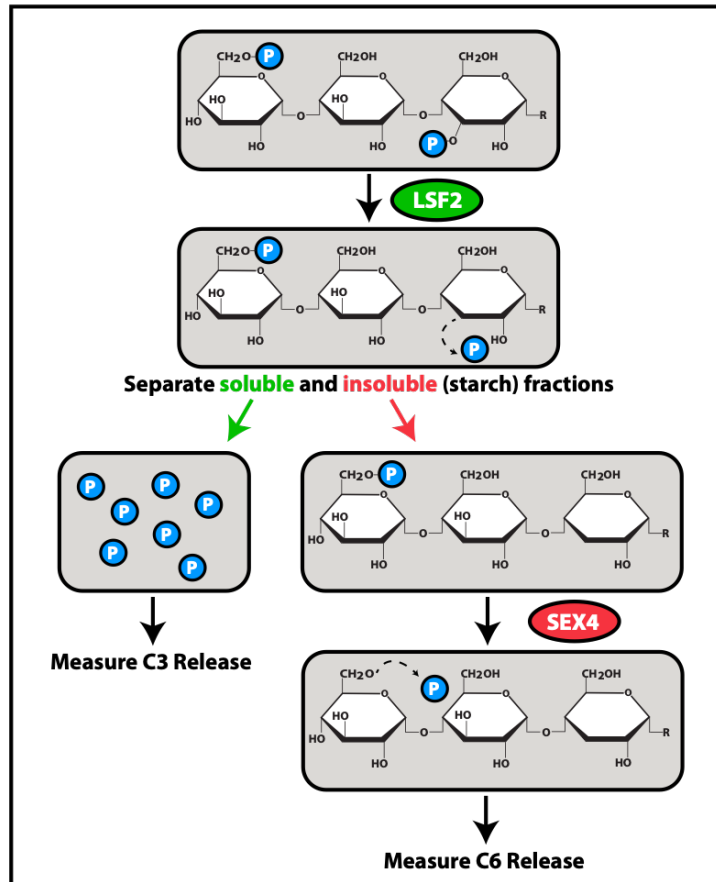 CH2O P CH2OH CH2OH
O O O
HO HO
HO O O R
HO HO P O HO
LSF2
CH2O P CH2OH CH2OH
O O O
HO HO
HO O O R
HO HO HO
P
Separate soluble and insoluble (starch) fractions
P P P P P P P
CH2O P CH2OH CH2OH
O O O
HO HO
HO O O R
HO HO HO
Measure C3 Release
SEX4
CH2O P CH2OH CH2OH
O O O
HO HO
HO O O R
HO HO HO
Measure C6 Release